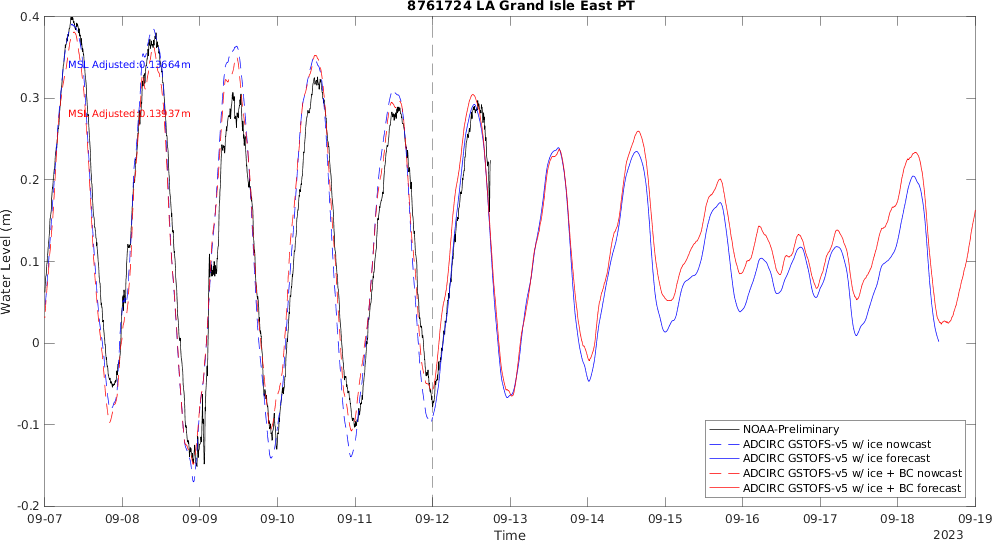 8761724 LA Grand Isle East PT
0.4
0.3
0.2
0.1
0
-0.1
-0.2
Water Level (m)
MSL Adjusted:0.13664m
MSL Adjusted:0.13937m
NOAA-Preliminary
ADCIRC GSTOFS-v5 w/ ice nowcast
ADCIRC GSTOFS-v5 w/ ice forecast
ADCIRC GSTOFS-v5 w/ ice + BC nowcast
ADCIRC GSTOFS-v5 w/ ice + BC forecast
09-07 09-08 09-09 09-10 09-11 09-12 09-13 09-14 09-15 09-16 09-17 09-18 09-19
Time
2023